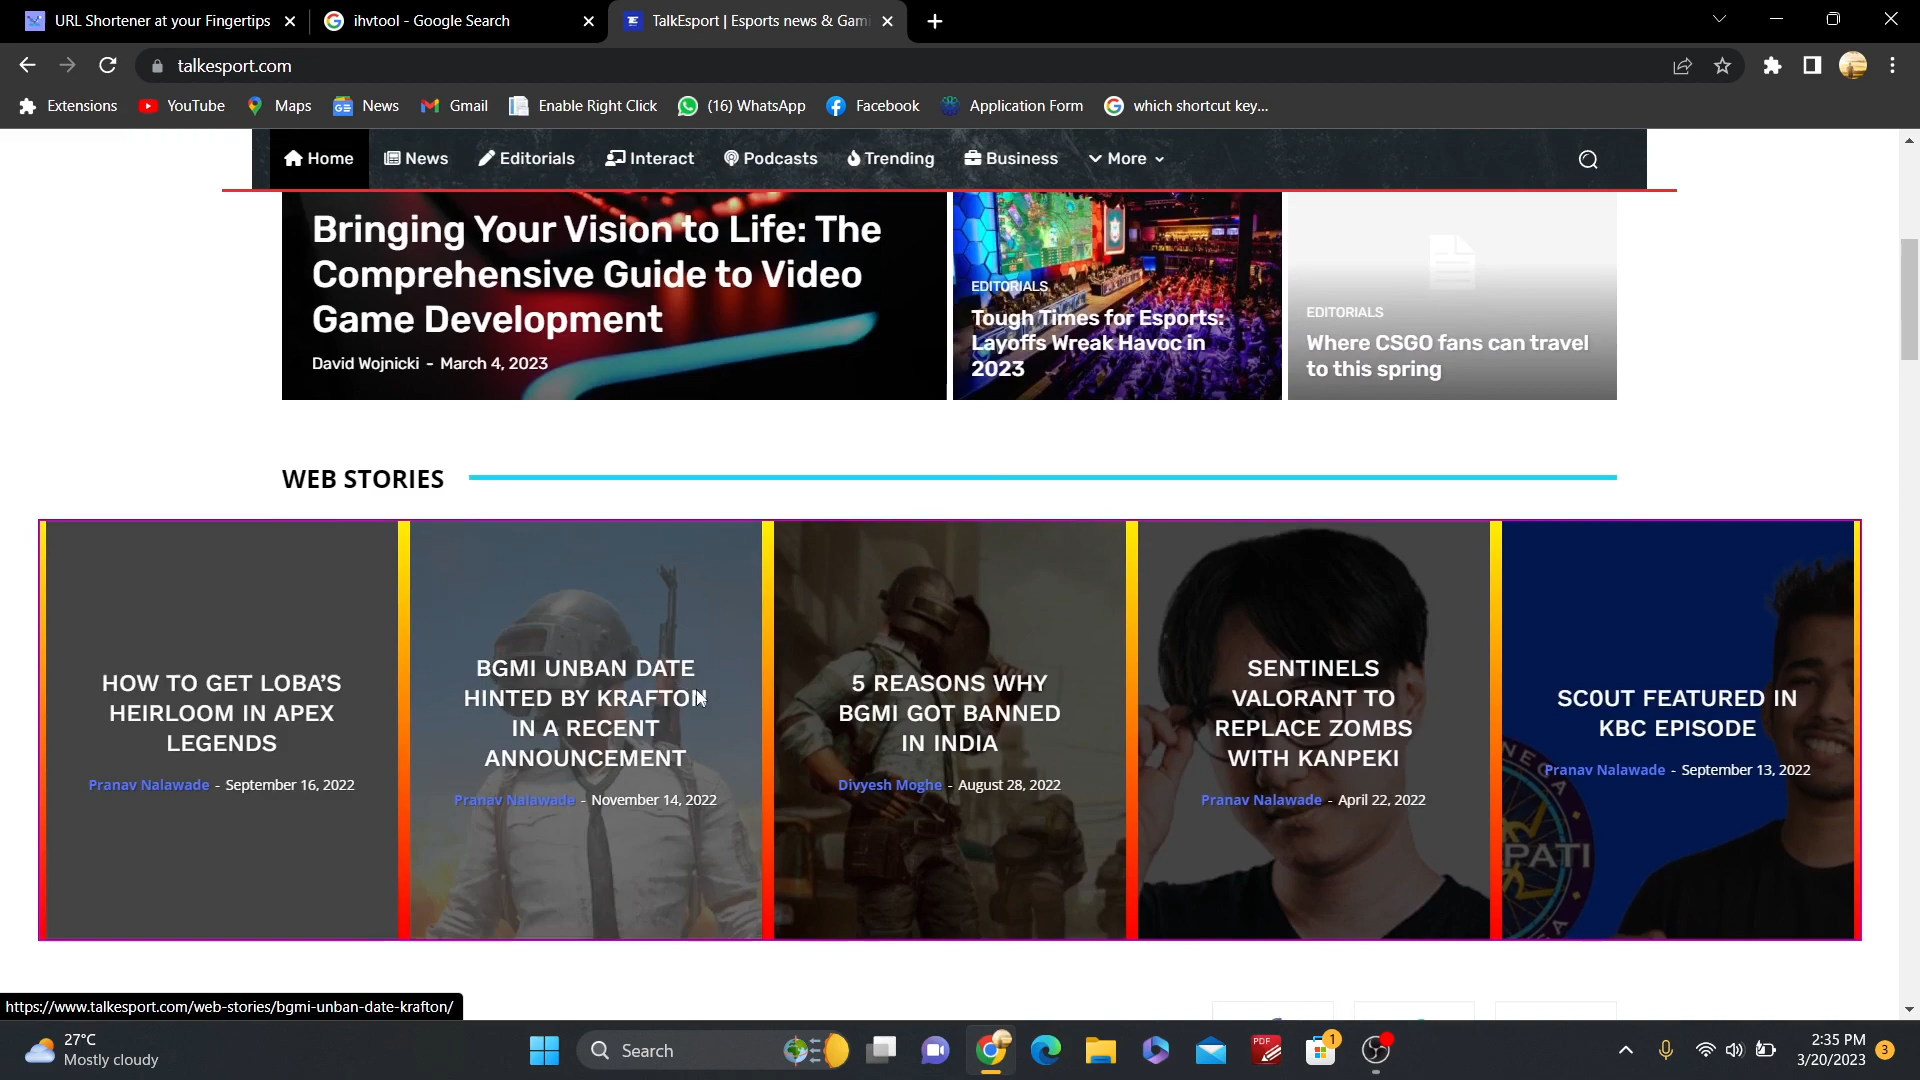 URL Shortener at your Fingertips
ihvtool - Google Search
TalkEsport | Esports news & Gami
talkesport.com
Extensions
YouTube
Maps
News
Gmail
Enable Right Click
(16) WhatsApp
Facebook
Application Form
which shortcut key...
Home
News
Editorials
Interact
Podcasts
Trending
Business
More
Bringing Your Vision to Life: The
Comprehensive Guide to Video
Game Development
David Wojnicki - March 4, 2023
EDITORIALS
Tough Times for Esports:
Layoffs Wreak Havoc in
2023
EDITORIALS
Where CSGO fans can travel
to this spring
WEB STORIES
HOW TO GET LOBA'S
HEIRLOOM IN APEX
LEGENDS
Pranav Nalawade - September 16, 2022
BGMI UNBAN DATE
HINTED BY KRAFTON
IN A RECENT
ANNOUNCEMENT
Pranav Nalawade - November 14, 2022
5 REASONS WHY
BGMI GOT BANNED
IN INDIA
Divyesh Moghe - August 28, 2022
SENTINELS
VALORANT TO
REPLACE ZOMBS
WITH KANPEKI
Pranav Nalawade - April 22, 2022
SC0UT FEATURED IN
KBC EPISODE
Pranav Nalawade - September 13, 2022
PATI
https://www.talkesport.com/web-stories/bgmi-unban-date-krafton/
27°C
Mostly cloudy
Search
PDF
1
2:35 PM
3/20/2023
3